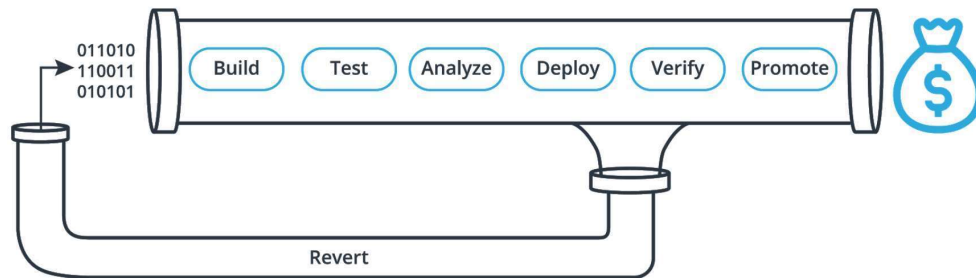 011010
110011
010101
Build Test Analyze Deploy Verify Promote
$
Revert